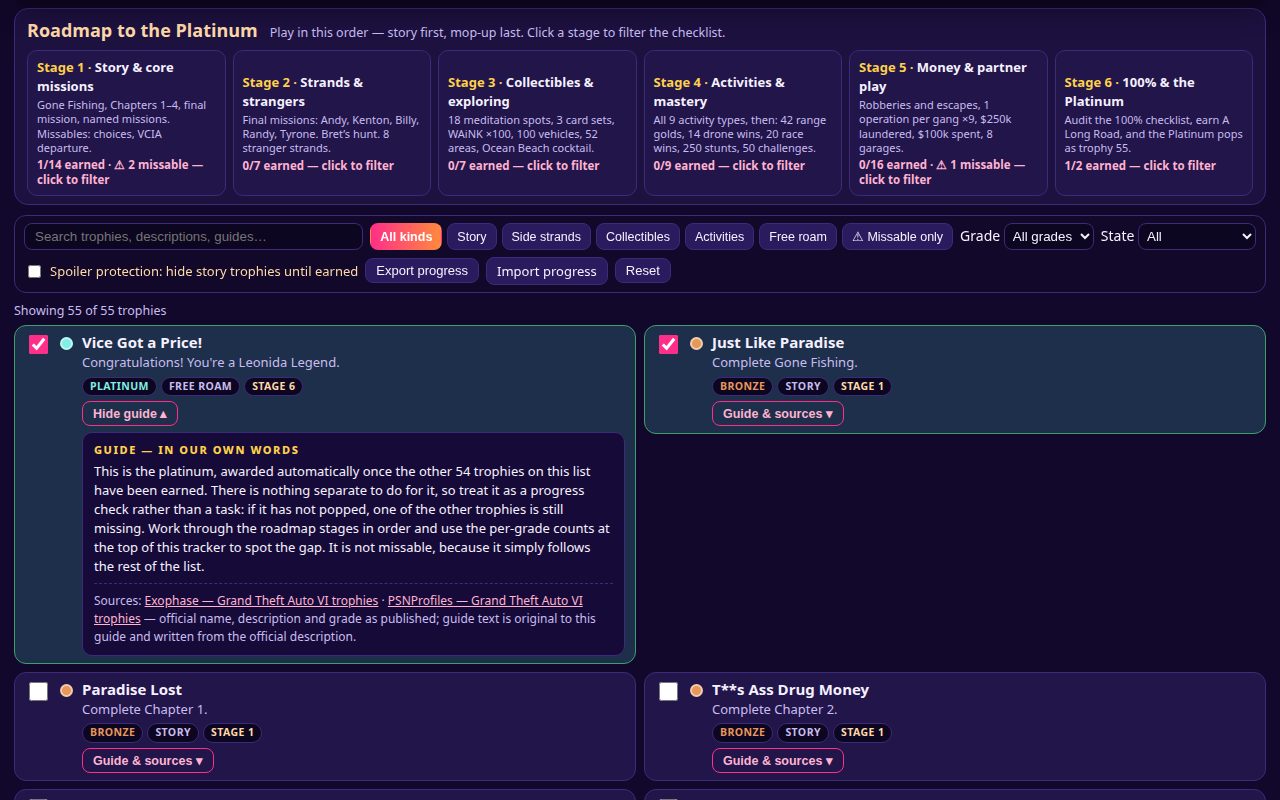 Roadmap to the Platinum Play in this order — story first, mop-up last. Click a stage to filter the checklist.
Stage 1 · Story & core
missions
Gone Fishing, Chapters 1–4, final
mission, named missions.
Missables: choices, VCIA
departure.
1/14 earned · ⚠ 2 missable —
click to filter
Stage 2 · Strands &
strangers
Final missions: Andy, Kenton, Billy,
Randy, Tyrone. Bret's hunt. 8
stranger strands.
0/7 earned — click to filter
Stage 3 · Collectibles &
exploring
18 meditation spots, 3 card sets,
WAiNK ×100, 100 vehicles, 52
areas, Ocean Beach cocktail.
0/7 earned — click to filter
Stage 4 · Activities &
mastery
All 9 activity types, then: 42 range
golds, 14 drone wins, 20 race
wins, 250 stunts, 50 challenges.
0/9 earned — click to filter
Stage 5 · Money & partner
play
Robberies and escapes, 1
operation per gang ×9, $250k
laundered, $100k spent, 8
garages.
0/16 earned · ⚠ 1 missable —
click to filter
Stage 6 · 100% & the
Platinum
Audit the 100% checklist, earn A
Long Road, and the Platinum pops
as trophy 55.
1/2 earned — click to filter
Search trophies, descriptions, guides… All kinds Story Side strands Collectibles Activities Free roam ⚠ Missable only Grade All grades State All
Spoiler protection: hide story trophies until earned Export progress Import progress Reset
Showing 55 of 55 trophies
Vice Got a Price!
Congratulations! You're a Leonida Legend.
PLATINUM FREE ROAM STAGE 6
Hide guide ▴
GUIDE — IN OUR OWN WORDS
This is the platinum, awarded automatically once the other 54 trophies on this list
have been earned. There is nothing separate to do for it, so treat it as a progress
check rather than a task: if it has not popped, one of the other trophies is still
missing. Work through the roadmap stages in order and use the per-grade counts at
the top of this tracker to spot the gap. It is not missable, because it simply follows
the rest of the list.
Sources: Exophase — Grand Theft Auto VI trophies · PSNProfiles — Grand Theft Auto VI
trophies — official name, description and grade as published; guide text is original to this
guide and written from the official description.
Just Like Paradise
Complete Gone Fishing.
BRONZE STORY STAGE 1
Guide & sources ▾
Paradise Lost
Complete Chapter 1.
BRONZE STORY STAGE 1
Guide & sources ▾
T**s Ass Drug Money
Complete Chapter 2.
BRONZE STORY STAGE 1
Guide & sources ▾